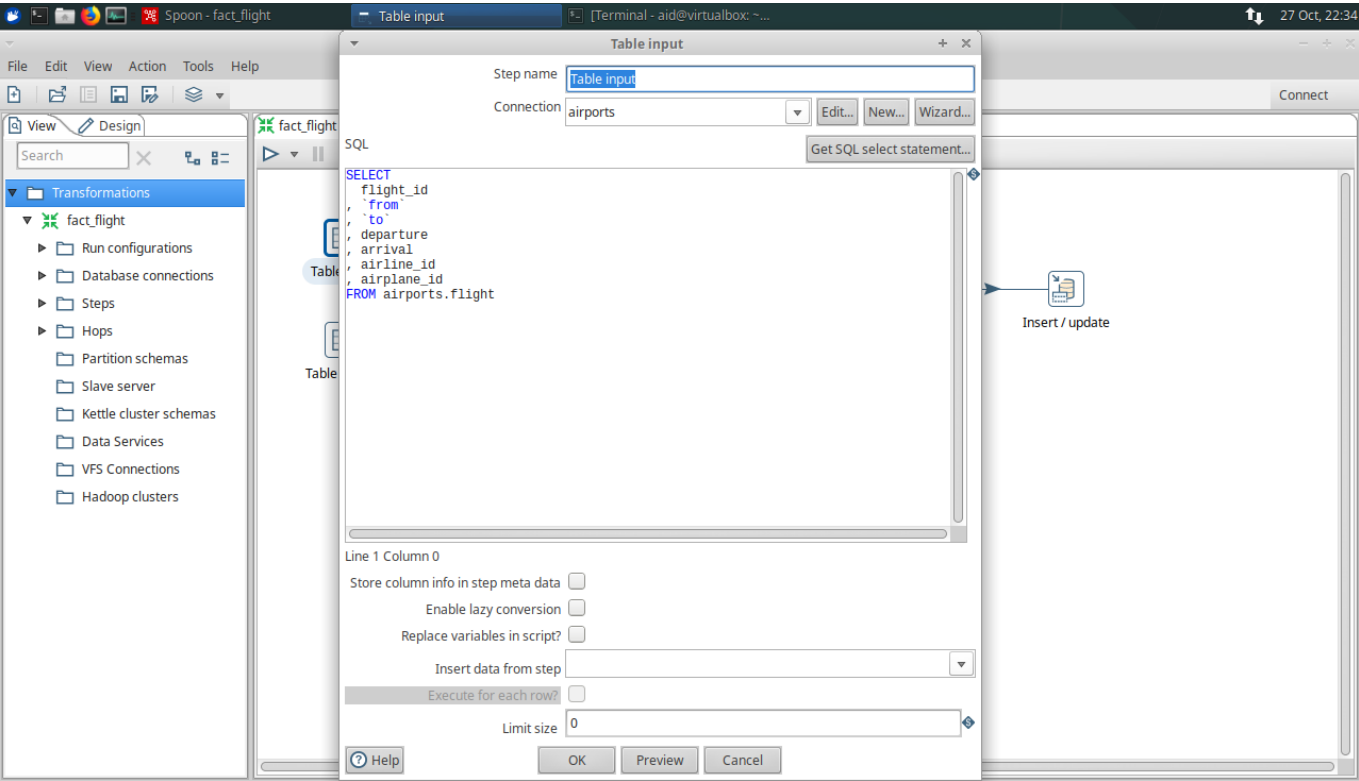 Spoon - fact_flight
Table input
[Terminal - aid@virtualbox: ~...
27 Oct, 22:34
Table input
File Edit View Action Tools Help
Step name Table input
Connection airports Edit... New... Wizard...
Connect
View Design
fact_flight
Search
SQL
Get SQL select statement...
SELECT
flight_id
, `from`
, `to`
, departure
, arrival
, airline_id
, airplane_id
FROM airports.flight
Transformations
fact_flight
Run configurations
Database connections
Steps
Hops
Partition schemas
Slave server
Kettle cluster schemas
Data Services
VFS Connections
Hadoop clusters
Table
Table
Insert / update
Line 1 Column 0
Store column info in step meta data
Enable lazy conversion
Replace variables in script?
Insert data from step
Execute for each row?
Limit size 0
Help OK Preview Cancel